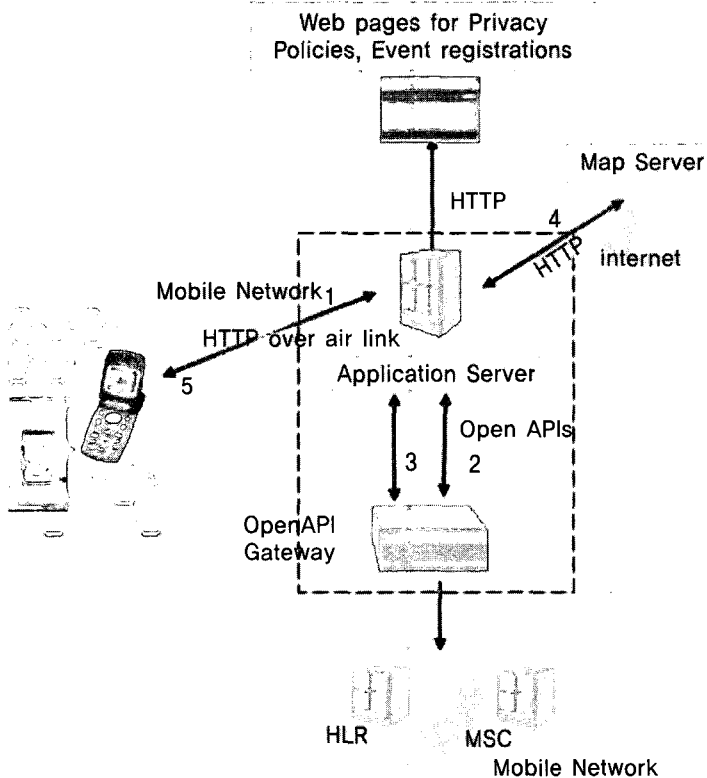 Web pages for Privacy
Policies, Event registrations
Map Server
HTTP
4
HTTP
internet
Mobile Network
1
HTTP over air link
5
Application Server
Open APIs
3
2
OpenAPI
Gateway
HLR
MSC
Mobile Network